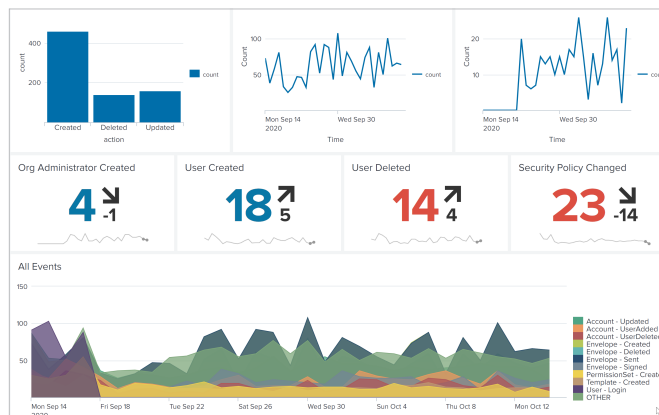 400
200
count
Created
Deleted
Updated
action
count
100
50
Count
Mon Sep 14
2020
Wed Sep 30
Time
count
20
10
Count
Mon Sep 14
2020
Wed Sep 30
Time
Org Administrator Created
4
-1
User Created
18
5
User Deleted
14
4
Security Policy Changed
23
-14
All Events
150
100
50
Mon Sep 14
Fri Sep 18
Tue Sep 22
Sat Sep 26
Wed Sep 30
Sun Oct 4
Thu Oct 8
Mon Oct 12
Account - Updated
Account - UserAdded
Account - UserDeleted
Envelope - Created
Envelope - Deleted
Envelope - Sent
Envelope - Signed
PermissionSet - Create
Template - Created
User - Login
OTHER